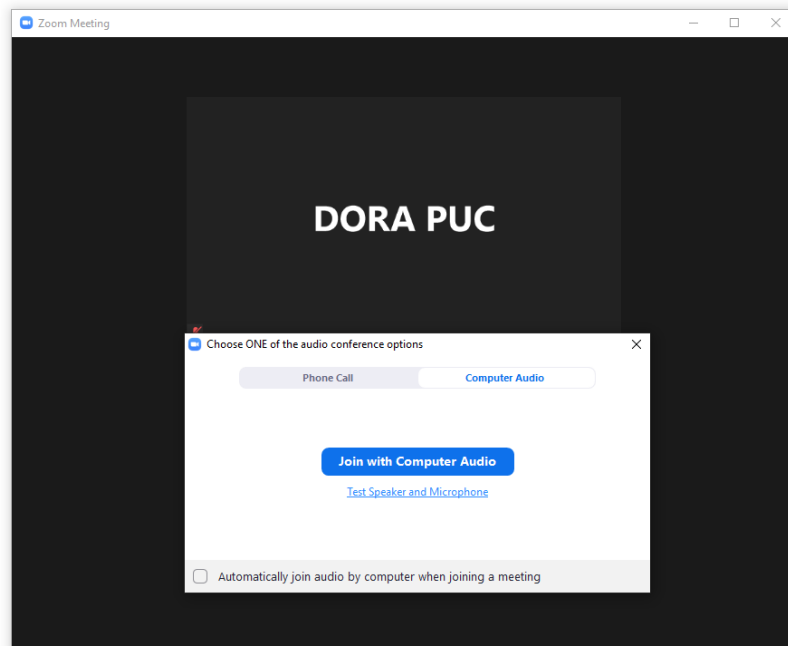 Zoom Meeting
DORA PUC
Choose ONE of the audio conference options
Phone Call Computer Audio
Join with Computer Audio
Test Speaker and Microphone
Automatically join audio by computer when joining a meeting